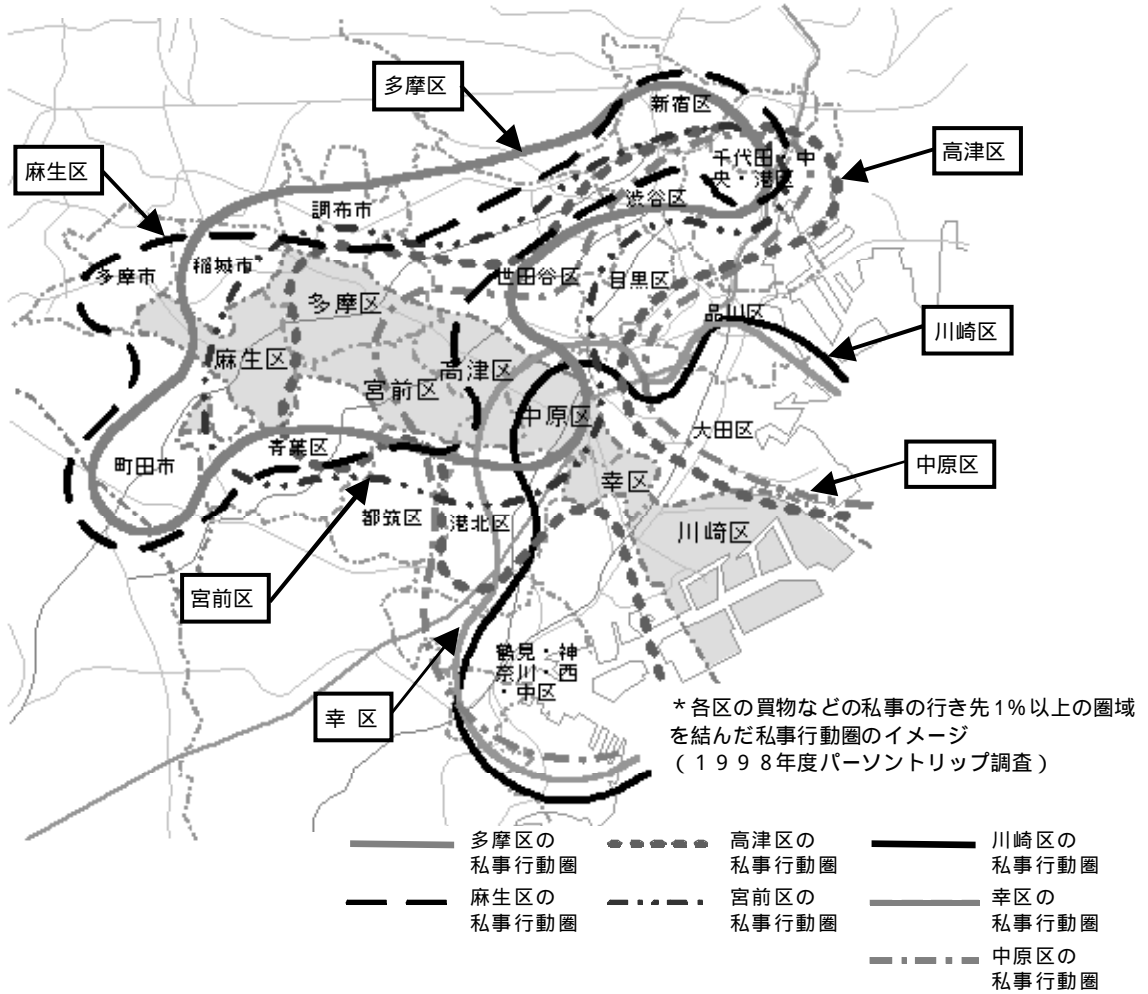 多摩区
新宿区
高津区
千代田・中
央・港区
麻生区
渋谷区
調布市
多摩市
稲城市
世田谷区
目黒区
多摩区
品川区
川崎区
麻生区
高津区
宮前区
中原区
大田区
青葉区
町田市
中原区
幸区
都筑区
港北区
川崎区
宮前区
鶴見・神
奈川・西
・中区
幸 区
*各区の買物などの私事の行き先1%以上の圏域
を結んだ私事行動圏のイメージ
(1998年度パーソントリップ調査)
多摩区の
私事行動圏
高津区の
私事行動圏
川崎区の
私事行動圏
麻生区の
私事行動圏
宮前区の
私事行動圏
幸区の
私事行動圏
中原区の
私事行動圏